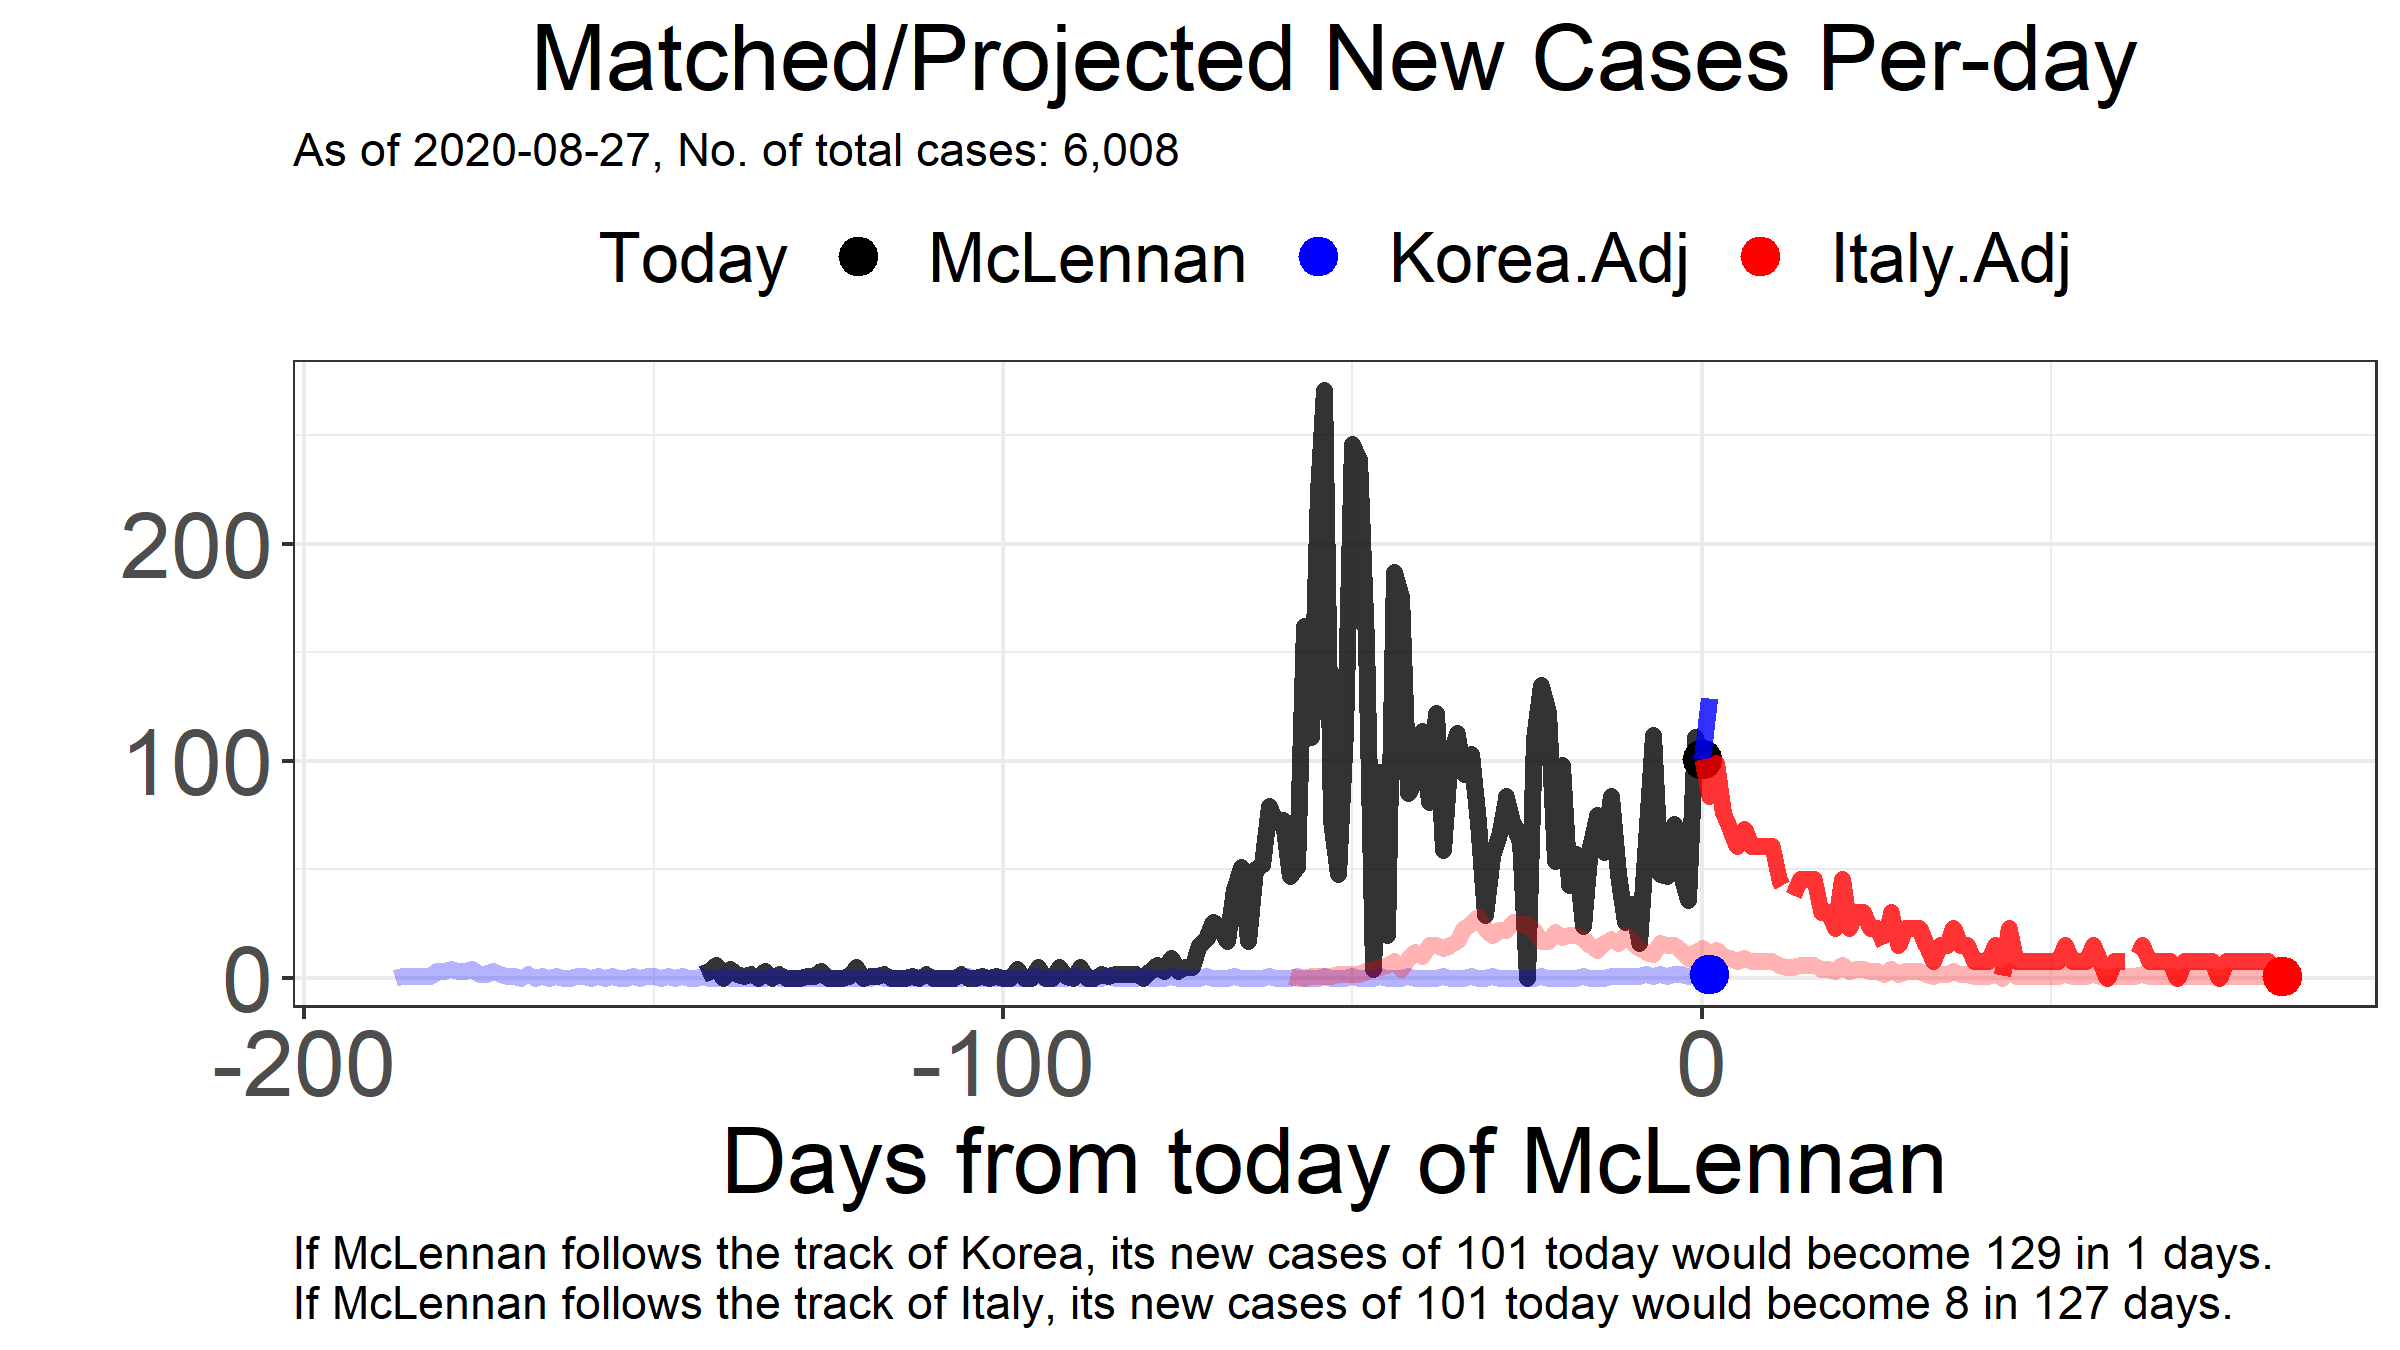 Matched/Projected New Cases Per-day
As of 2020-08-27, No. of total cases: 6,008
Today McLennan Korea.Adj Italy.Adj
200
100
0
-200 -100 0
Days from today of McLennan
If McLennan follows the track of Korea, its new cases of 101 today would become 129 in 1 days.
If McLennan follows the track of Italy, its new cases of 101 today would become 8 in 127 days.